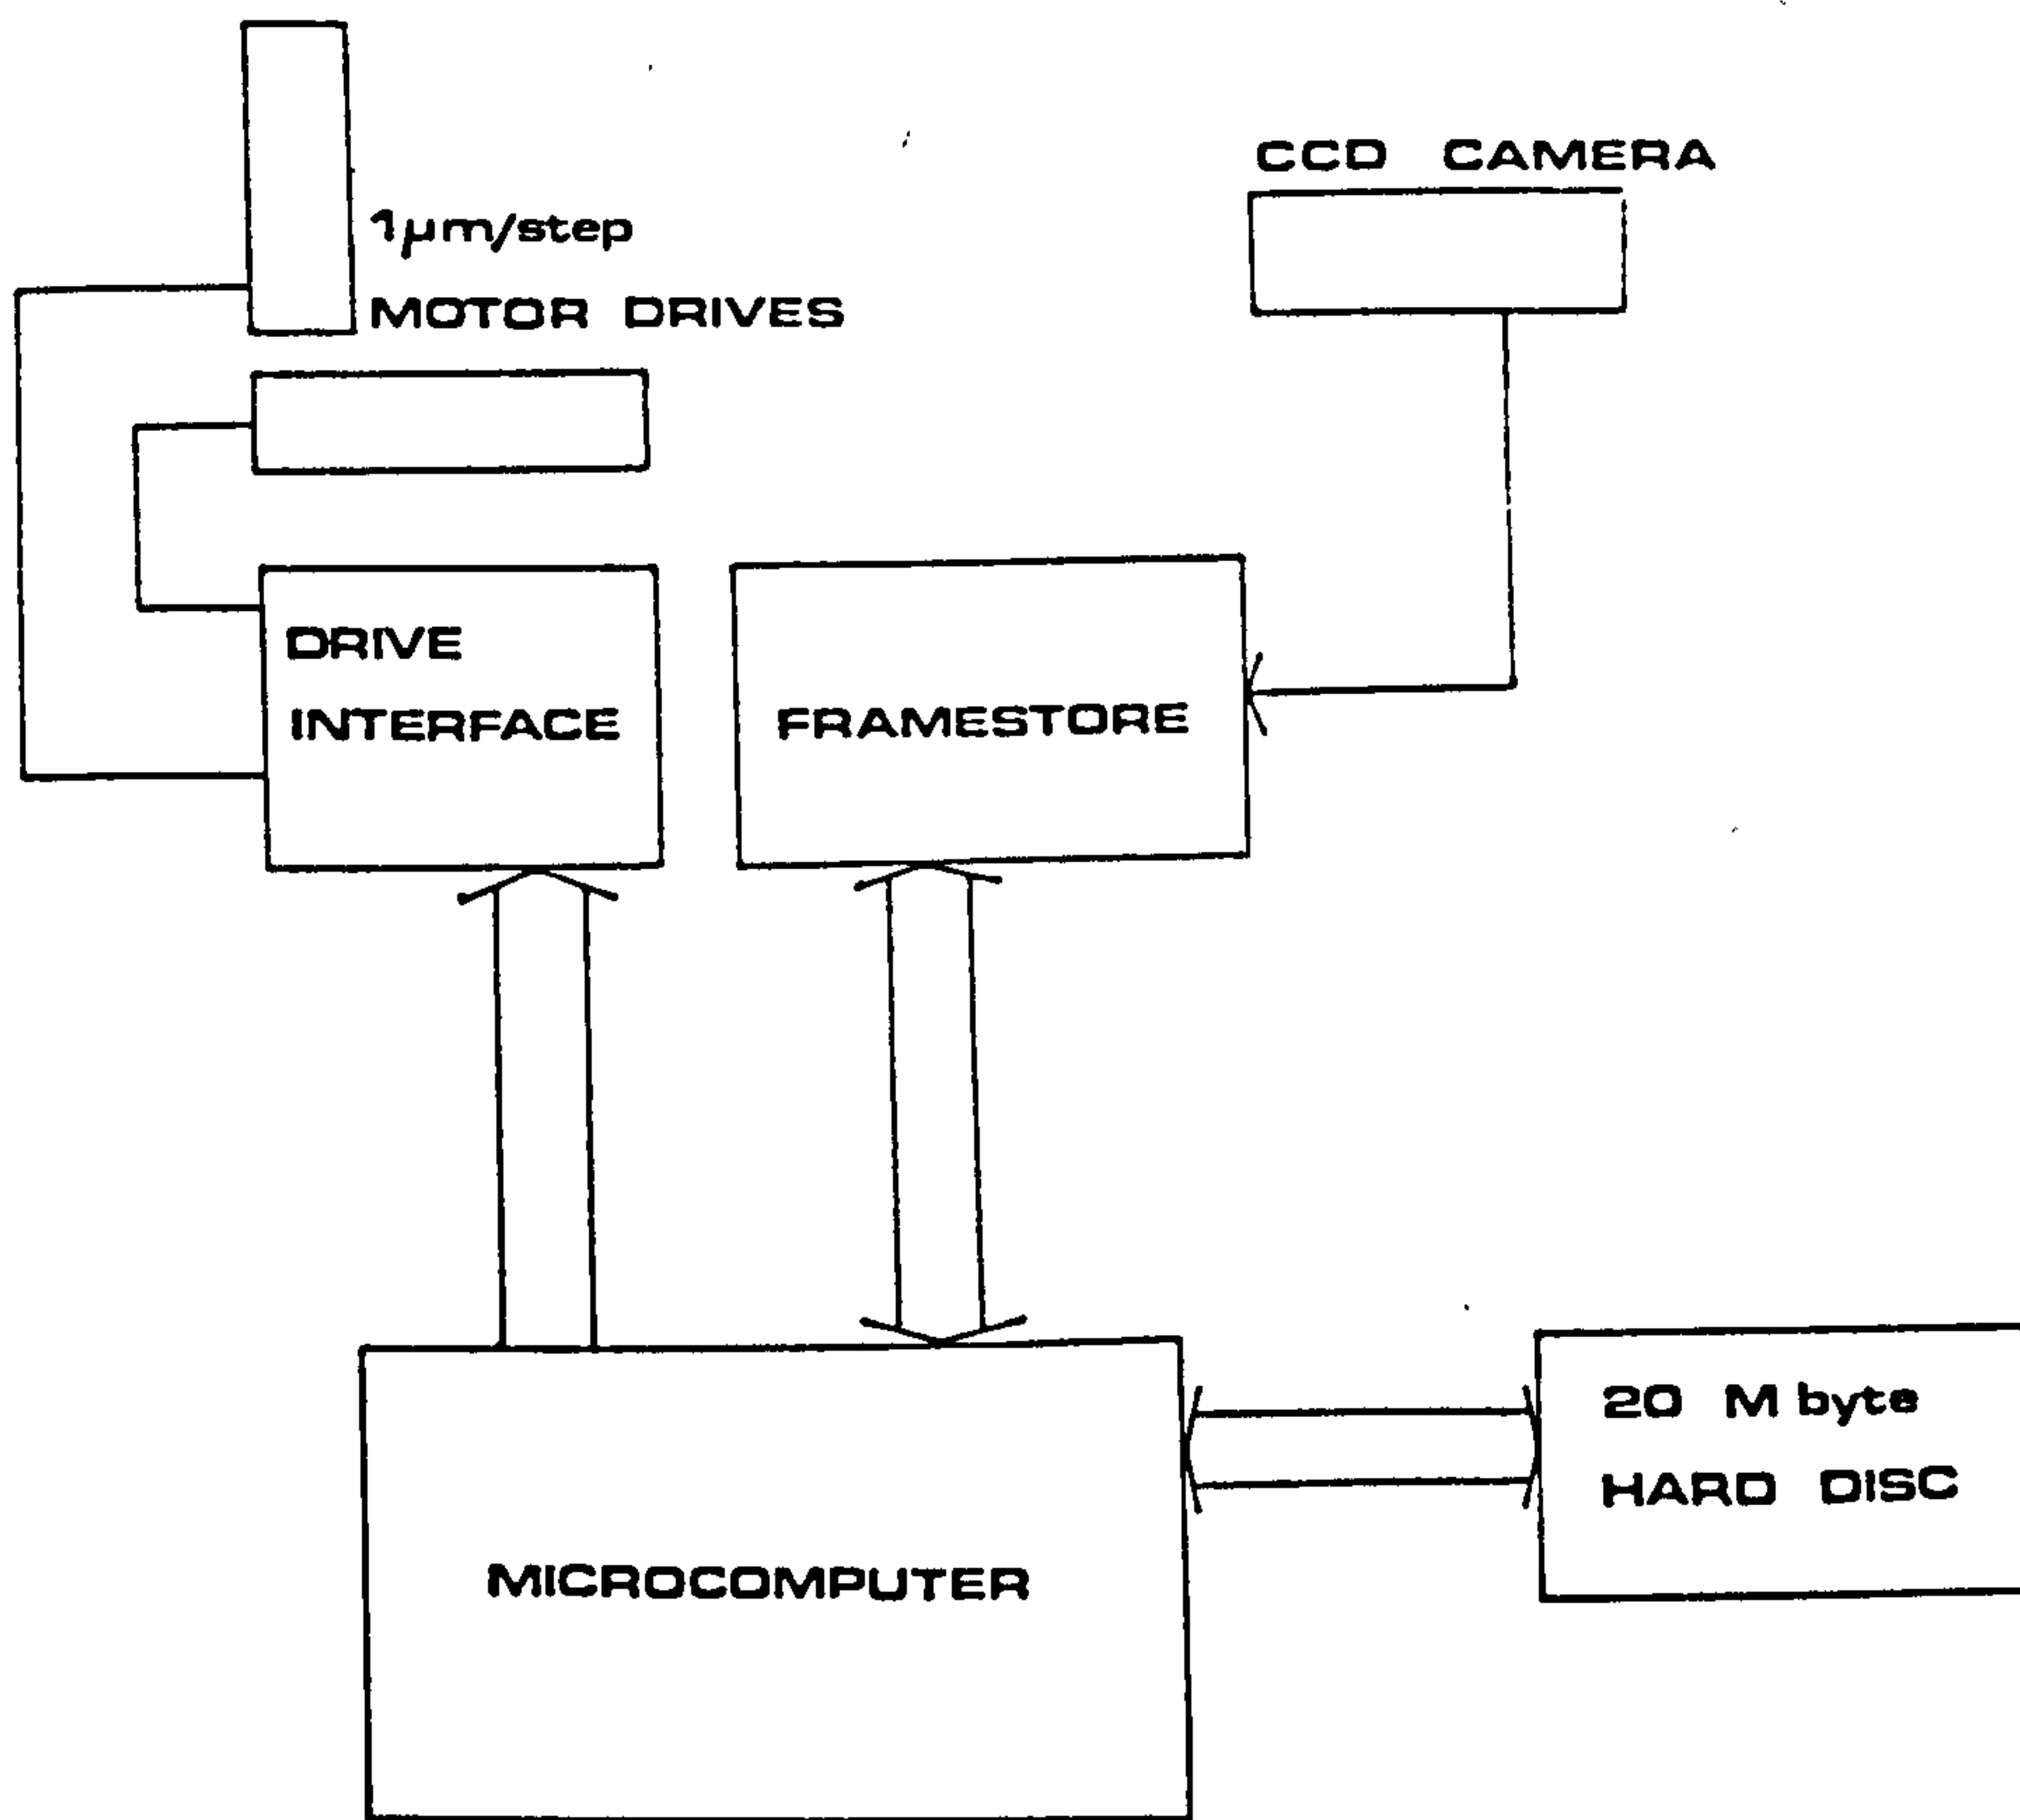 CCD CAMERA
1µm/step
MOTOR DRIVES
DRIVE
INTERFACE
FRAMESTORE
20 M byte
HARD DISC
MICROCOMPUTER